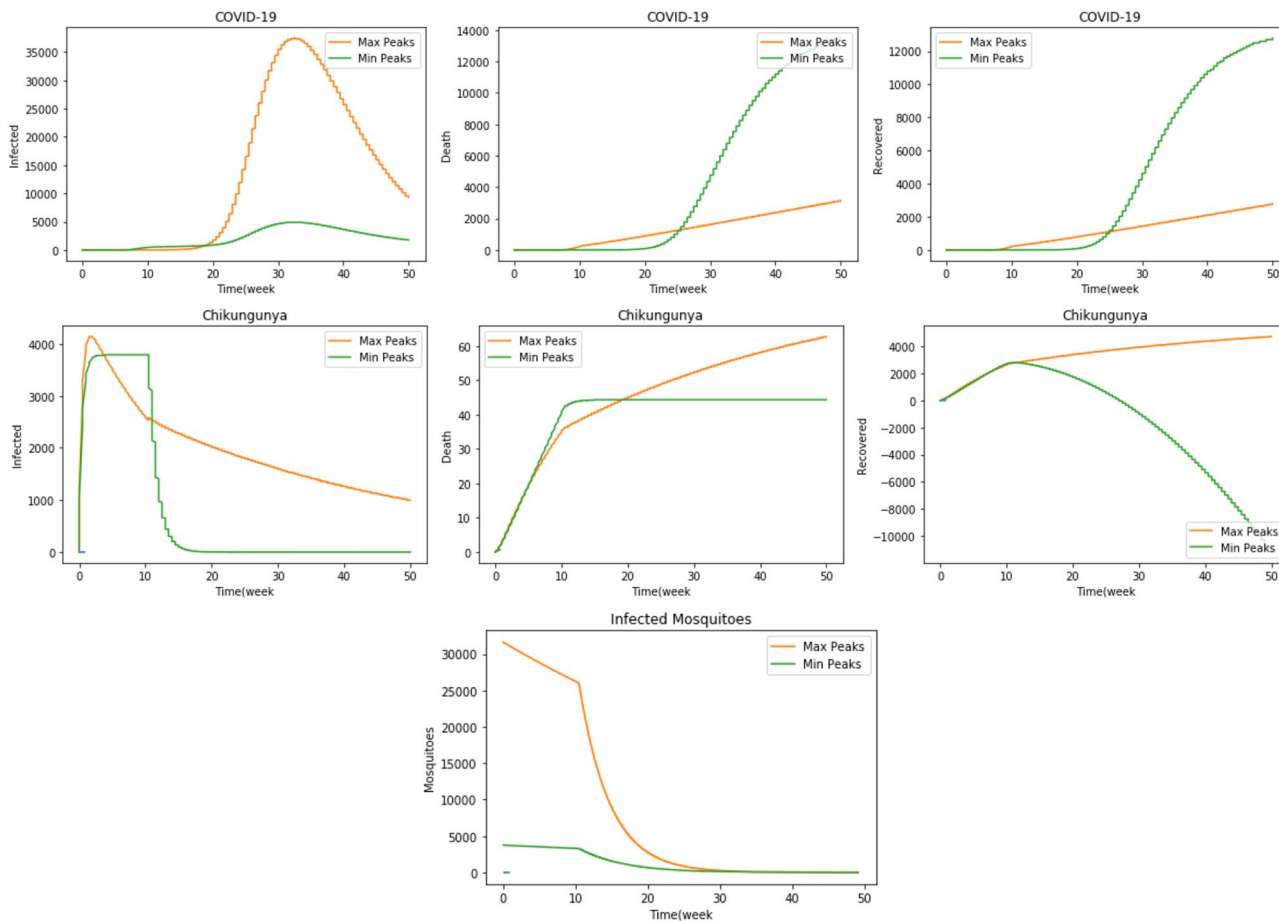 COVID-19
Max Peaks
Min Peaks
Infected
35000
30000
25000
20000
15000
10000
5000
0
0 10 20 30 40 50
Time(week
COVID-19
Max Peaks
Min Peaks
Death
14000
12000
10000
8000
6000
4000
2000
0
0 10 20 30 40 50
Time(week
COVID-19
Max Peaks
Min Peaks
Recovered
12000
10000
8000
6000
4000
2000
0
0 10 20 30 40 50
Time(week
Chikungunya
Max Peaks
Min Peaks
Infected
4000
3000
2000
1000
0
0 10 20 30 40 50
Time(week
Chikungunya
Max Peaks
Min Peaks
Death
60
50
40
30
20
10
0
0 10 20 30 40 50
Time(week
Chikungunya
Recovered
4000
2000
0
−2000
−4000
−6000
−8000
−10000
Max Peaks
Min Peaks
0 10 20 30 40 50
Time(week
Infected Mosquitoes
Max Peaks
Min Peaks
Mosquitoes
30000
25000
20000
15000
10000
5000
0
0 10 20 30 40 50
Time(week